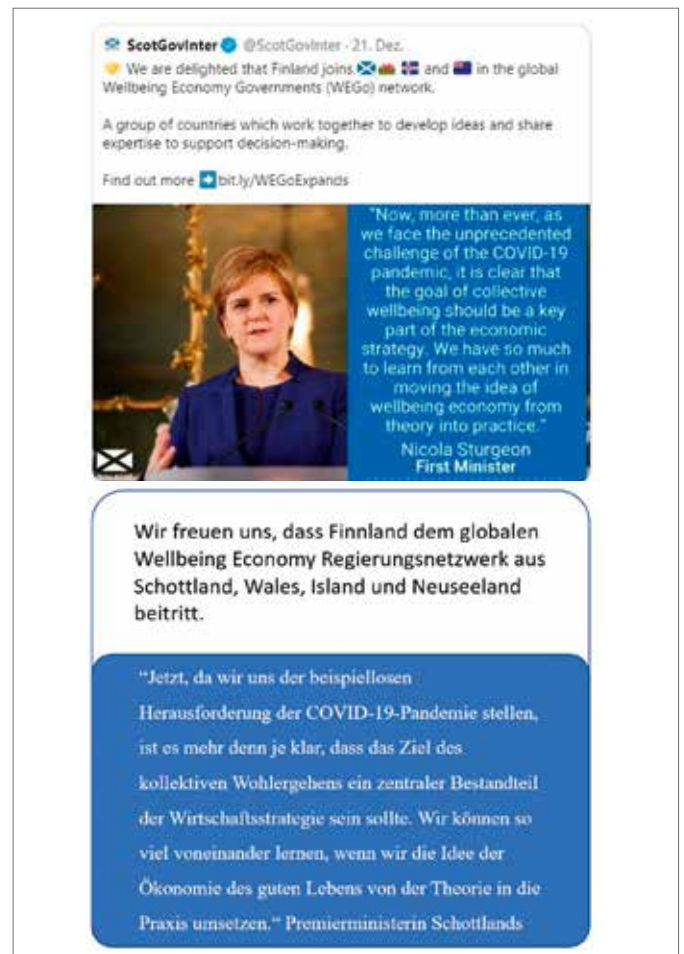 ScotGovInter @ScotGovInter · 21. Dez.
We are delighted that Finland joins and in the global
Wellbeing Economy Governments (WEGo) network.
A group of countries which work together to develop ideas and share
expertise to support decision-making.
Find out more bit.ly/WEGoExpands
"Now, more than ever, as
we face the unprecedented
challenge of the COVID-19
pandemic, it is clear that
the goal of collective
wellbeing should be a key
part of the economic
strategy. We have so much
to learn from each other in
moving the idea of
wellbeing economy from
theory into practice."
Nicola Sturgeon
First Minister
Wir freuen uns, dass Finnland dem globalen
Wellbeing Economy Regierungsnetzwerk aus
Schottland, Wales, Island und Neuseeland
beitritt.
“Jetzt, da wir uns der beispiellosen
Herausforderung der COVID-19-Pandemie stellen,
ist es mehr denn je klar, dass das Ziel des
kollektiven Wohlergehens ein zentraler Bestandteil
der Wirtschaftsstrategie sein sollte. Wir können so
viel voneinander lernen, wenn wir die Idee der
Ökonomie des guten Lebens von der Theorie in die
Praxis umsetzen.“ Premierministerin Schottlands